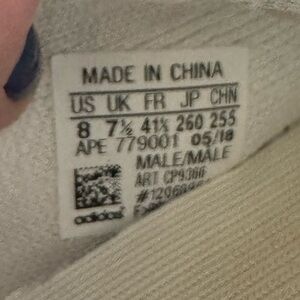 MADE IN CHINA
US UK FR JP CHN
8 7½ 41⅓ 260 255
APE 779001 05/18
MALE/MÂLE
ART CP9366
adidas